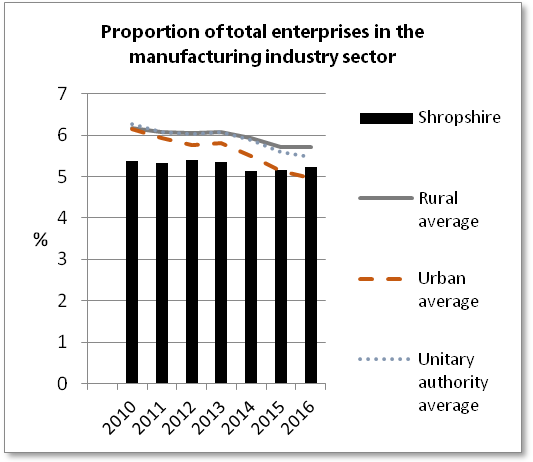 Proportion of total enterprises in the
manufacturing industry sector
7
6
5
4
3
2
1
0
%
2010
2011
2012
2013
2014
2015
2016
Shropshire
Rural
average
Urban
average
Unitary
authority
average